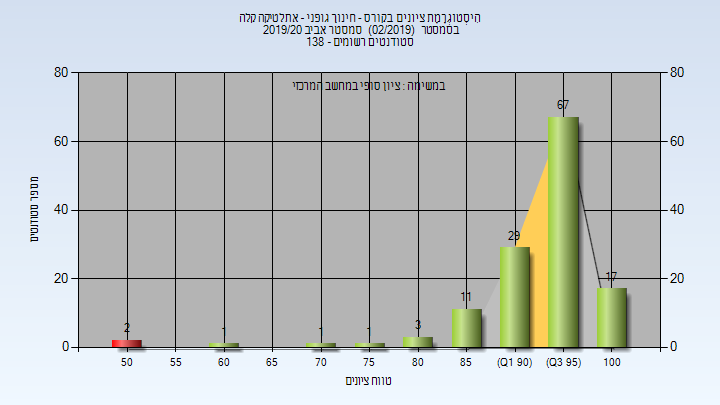 היסטוגרמת ציונים בקורס - חינוך גופני - אתלטיקה קלה
בסמסטר (02/2019) סמסטר אביב 2019/20
סטודנטים רשומים - 138
במשימה : ציון סופי במחשב המרכזי
מספר סטודנטים
80
60
40
20
0
80
60
40
20
0
2
1
1
1
3
11
29
67
17
50 55 60 65 70 75 80 85 (Q1 90) (Q3 95) 100
טווח ציונים